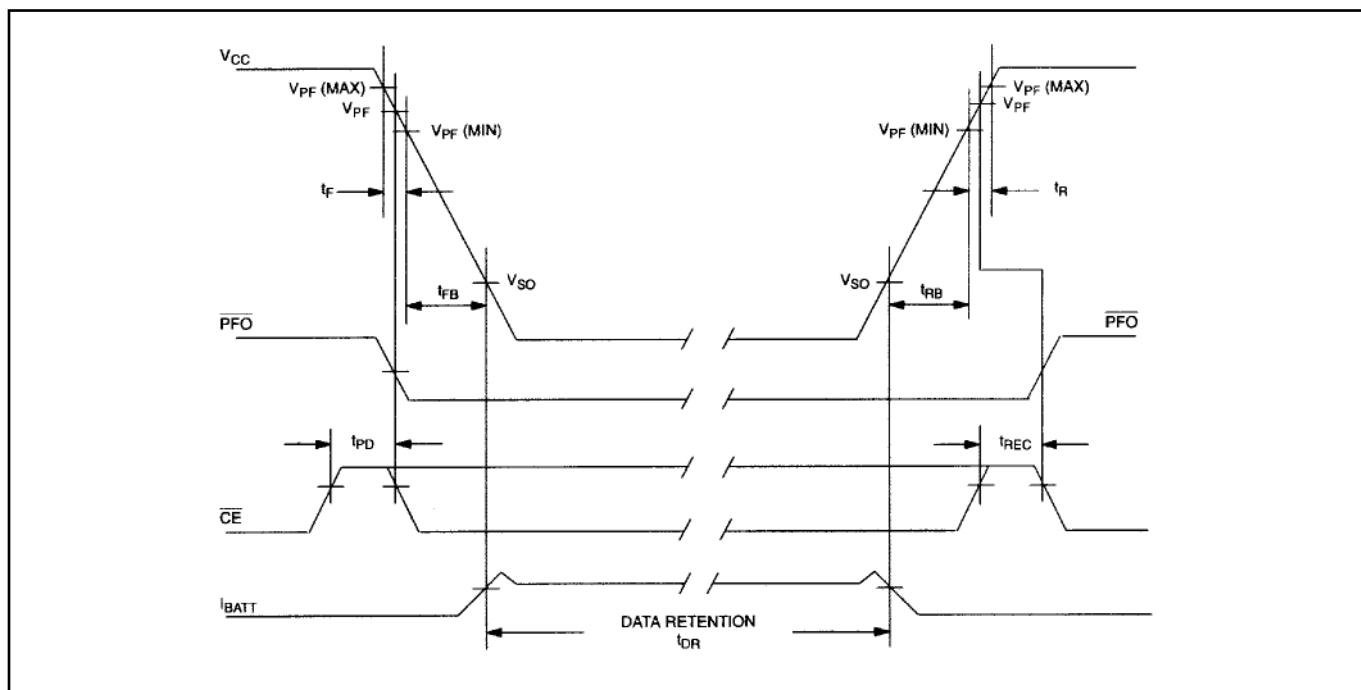 VCC
VPF (MAX)
VPF
VPF (MIN)
tF
tFB
VSO
VPF (MAX)
VPF
VPF (MIN)
tR
VSO
tRB
PFO
PFO
tPD
tREC
CE
IBATT
DATA RETENTION
tDR